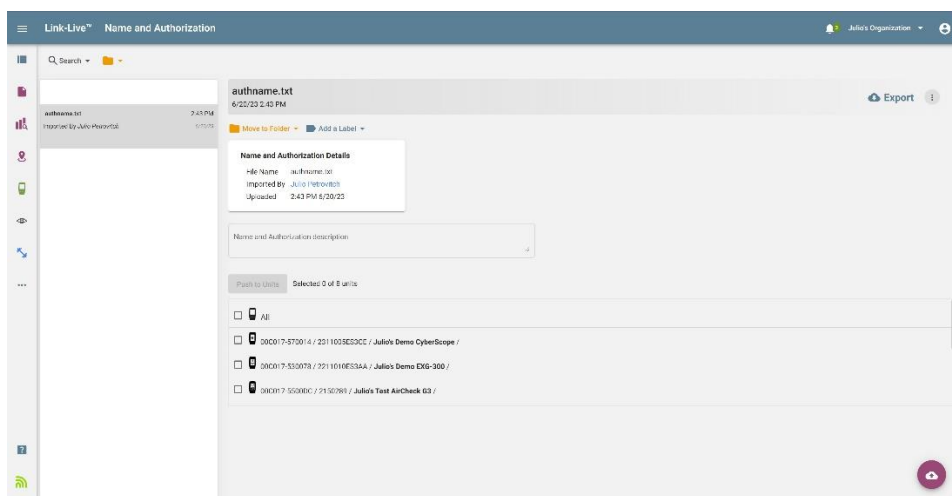 Link-Live™ Name and Authorization
2 Julio's Organization
Search
authname.txt 2:43 PM
Imported By Julio Petrovitch 6/20/23
authname.txt
6/20/23 2:43 PM
Export
Move to Folder Add a Label
Name and Authorization Details
File Name authname.txt
Imported By Julio Petrovitch
Uploaded 2:43 PM 6/20/23
Name and Authorization description
Push to Units Selected 0 of 8 units
All
00C017-570014 / 2311005ES3CE / Julio's Demo CyberScope /
00C017-530078 / 2211010ES3AA / Julio's Demo EXG-300 /
00C017-5500DC / 2150289 / Julio's Test AirCheck G3 /